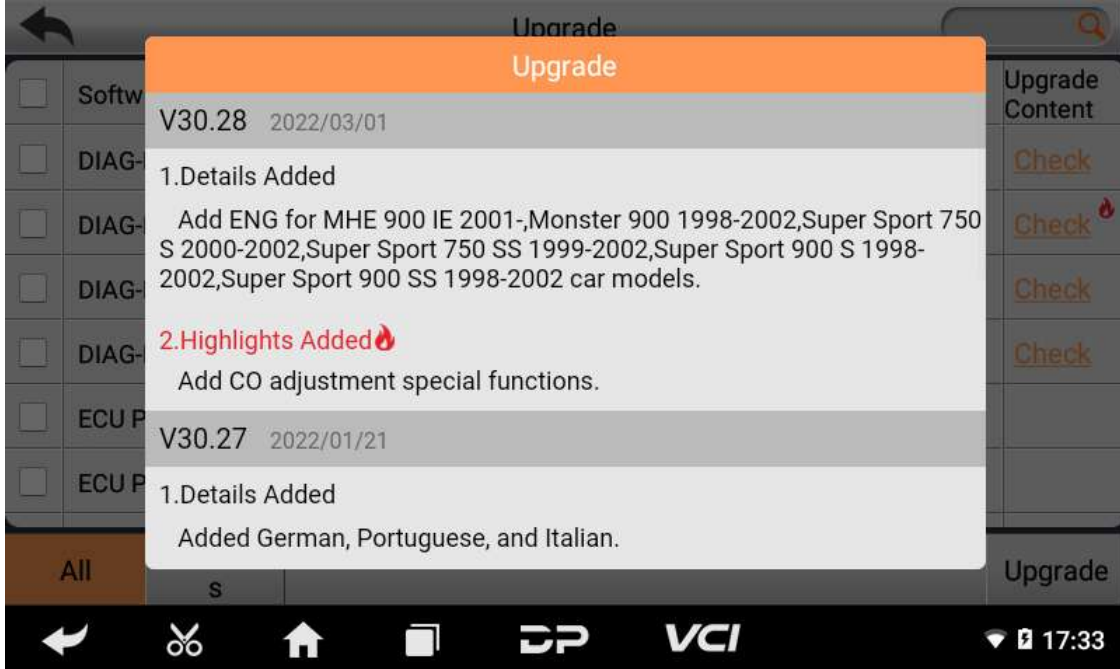 Upgrade
Upgrade
Softw
Upgrade
Content
V30.28 2022/03/01
DIAG-
Check
1.Details Added
Add ENG for MHE 900 IE 2001-,Monster 900 1998-2002,Super Sport 750
DIAG-
Check
S 2000-2002,Super Sport 750 SS 1999-2002,Super Sport 900 S 1998-
2002,Super Sport 900 SS 1998-2002 car models.
DIAG-
Check
2.Highlights Added
DIAG-
Check
Add CO adjustment special functions.
ECU P
V30.27 2022/01/21
ECU P
1.Details Added
Added German, Portuguese, and Italian.
All
s
Upgrade
DP VCI 17:33